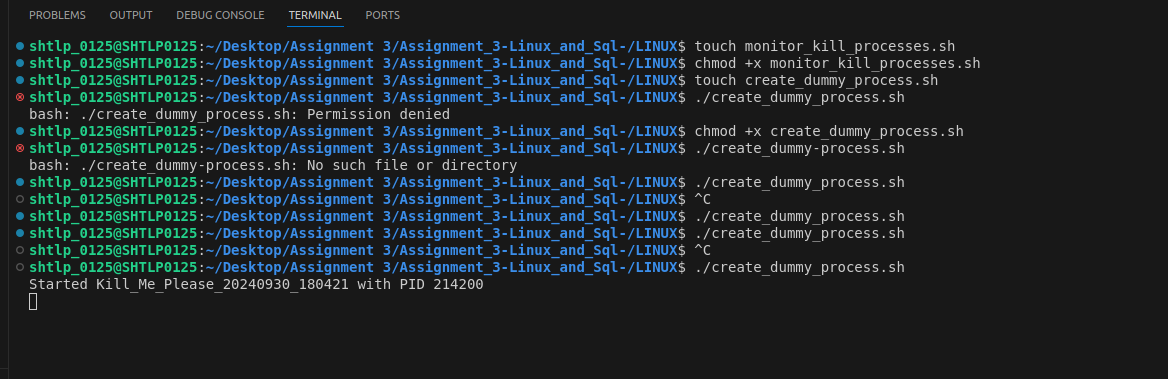 PROBLEMS OUTPUT DEBUG CONSOLE TERMINAL PORTS
shtlp_0125@SHTLP0125:~/Desktop/Assignment 3/Assignment_3-Linux_and_Sql-/LINUX$ touch monitor_kill_processes.sh
shtlp_0125@SHTLP0125:~/Desktop/Assignment 3/Assignment_3-Linux_and_Sql-/LINUX$ chmod +x monitor_kill_processes.sh
shtlp_0125@SHTLP0125:~/Desktop/Assignment 3/Assignment_3-Linux_and_Sql-/LINUX$ touch create_dummy_process.sh
shtlp_0125@SHTLP0125:~/Desktop/Assignment 3/Assignment_3-Linux_and_Sql-/LINUX$ ./create_dummy_process.sh
bash: ./create_dummy_process.sh: Permission denied
shtlp_0125@SHTLP0125:~/Desktop/Assignment 3/Assignment_3-Linux_and_Sql-/LINUX$ chmod +x create_dummy_process.sh
shtlp_0125@SHTLP0125:~/Desktop/Assignment 3/Assignment_3-Linux_and_Sql-/LINUX$ ./create_dummy-process.sh
bash: ./create_dummy-process.sh: No such file or directory
shtlp_0125@SHTLP0125:~/Desktop/Assignment 3/Assignment_3-Linux_and_Sql-/LINUX$ ./create_dummy_process.sh
shtlp_0125@SHTLP0125:~/Desktop/Assignment 3/Assignment_3-Linux_and_Sql-/LINUX$ ^C
shtlp_0125@SHTLP0125:~/Desktop/Assignment 3/Assignment_3-Linux_and_Sql-/LINUX$ ./create_dummy_process.sh
shtlp_0125@SHTLP0125:~/Desktop/Assignment 3/Assignment_3-Linux_and_Sql-/LINUX$ ./create_dummy_process.sh
shtlp_0125@SHTLP0125:~/Desktop/Assignment 3/Assignment_3-Linux_and_Sql-/LINUX$ ^C
shtlp_0125@SHTLP0125:~/Desktop/Assignment 3/Assignment_3-Linux_and_Sql-/LINUX$ ./create_dummy_process.sh
Started Kill_Me_Please_20240930_180421 with PID 214200